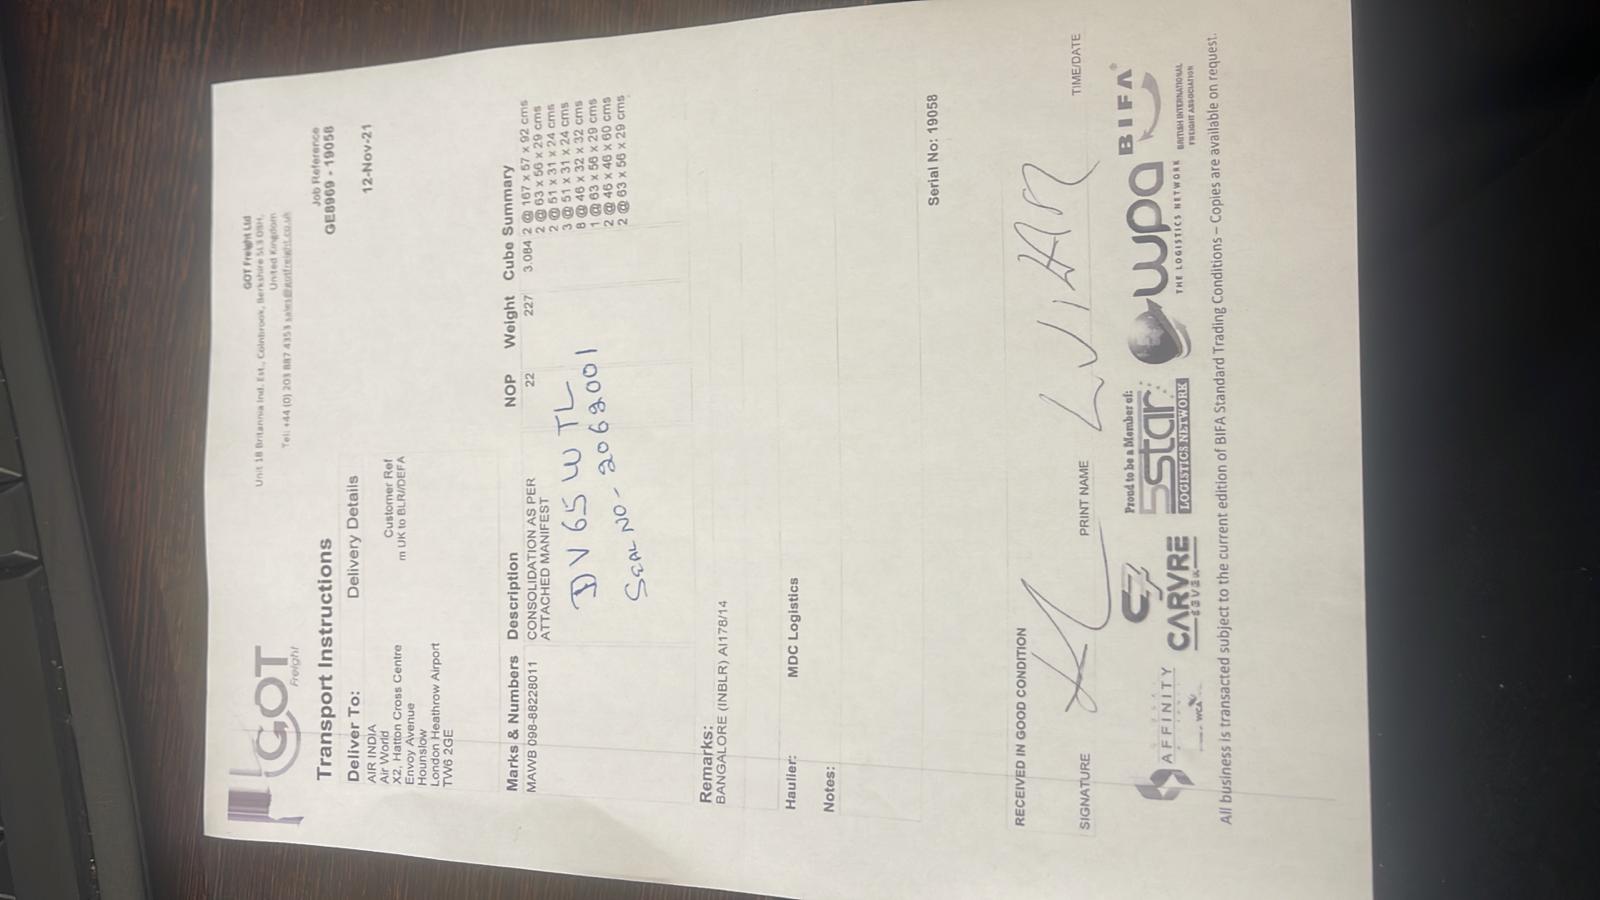 GOT
Freight
GOT Freight Ltd
Unit 18 Britannia Ind. Est., Colnbrook, Berkshire SL3 0BH,
United Kingdom
Tel: +44 (0) 203 887 4353 sales@gotfreight.co.uk
Transport Instructions
Job Reference
GE8969 - 19058
Deliver To:
Delivery Details
12-Nov-21
AIR INDIA
Air World
X2, Hatton Cross Centre
Envoy Avenue
Hounslow
London Heathrow Airport
TW6 2GE
Customer Ref
m UK to BLR//DEFA
Marks & Numbers Description NOP Weight Cube Summary
MAWB 098-88228011 CONSOLIDATION AS PER 22 227 3.084 2 @ 167 x 57 x 92 cms
ATTACHED MANIFEST 2 @ 63 x 56 x 29 cms
2 @ 51 x 31 x 24 cms
3 @ 51 x 31 x 24 cms
8 @ 46 x 32 x 32 cms
1 @ 63 x 56 x 29 cms
2 @ 46 x 46 x 60 cms
2 @ 63 x 56 x 29 cms
DV 65 WTL
SEAL NO - 2062001
Remarks:
BANGALORE (INBLR) AI178/14
Haulier: MDC Logistics
Notes:
Serial No: 19058
RECEIVED IN GOOD CONDITION
SIGNATURE
PRINT NAME
TIME/DATE
Proud to be a Member of:
AFFINITY
WCA
CARVRE
SEVEN
5star
LOGISTICS NETWORK
wpa
THE LOGISTICS NETWORK
BIFA
BRITISH INTERNATIONAL
FREIGHT ASSOCIATION
All business is transacted subject to the current edition of BIFA Standard Trading Conditions – Copies are available on request.